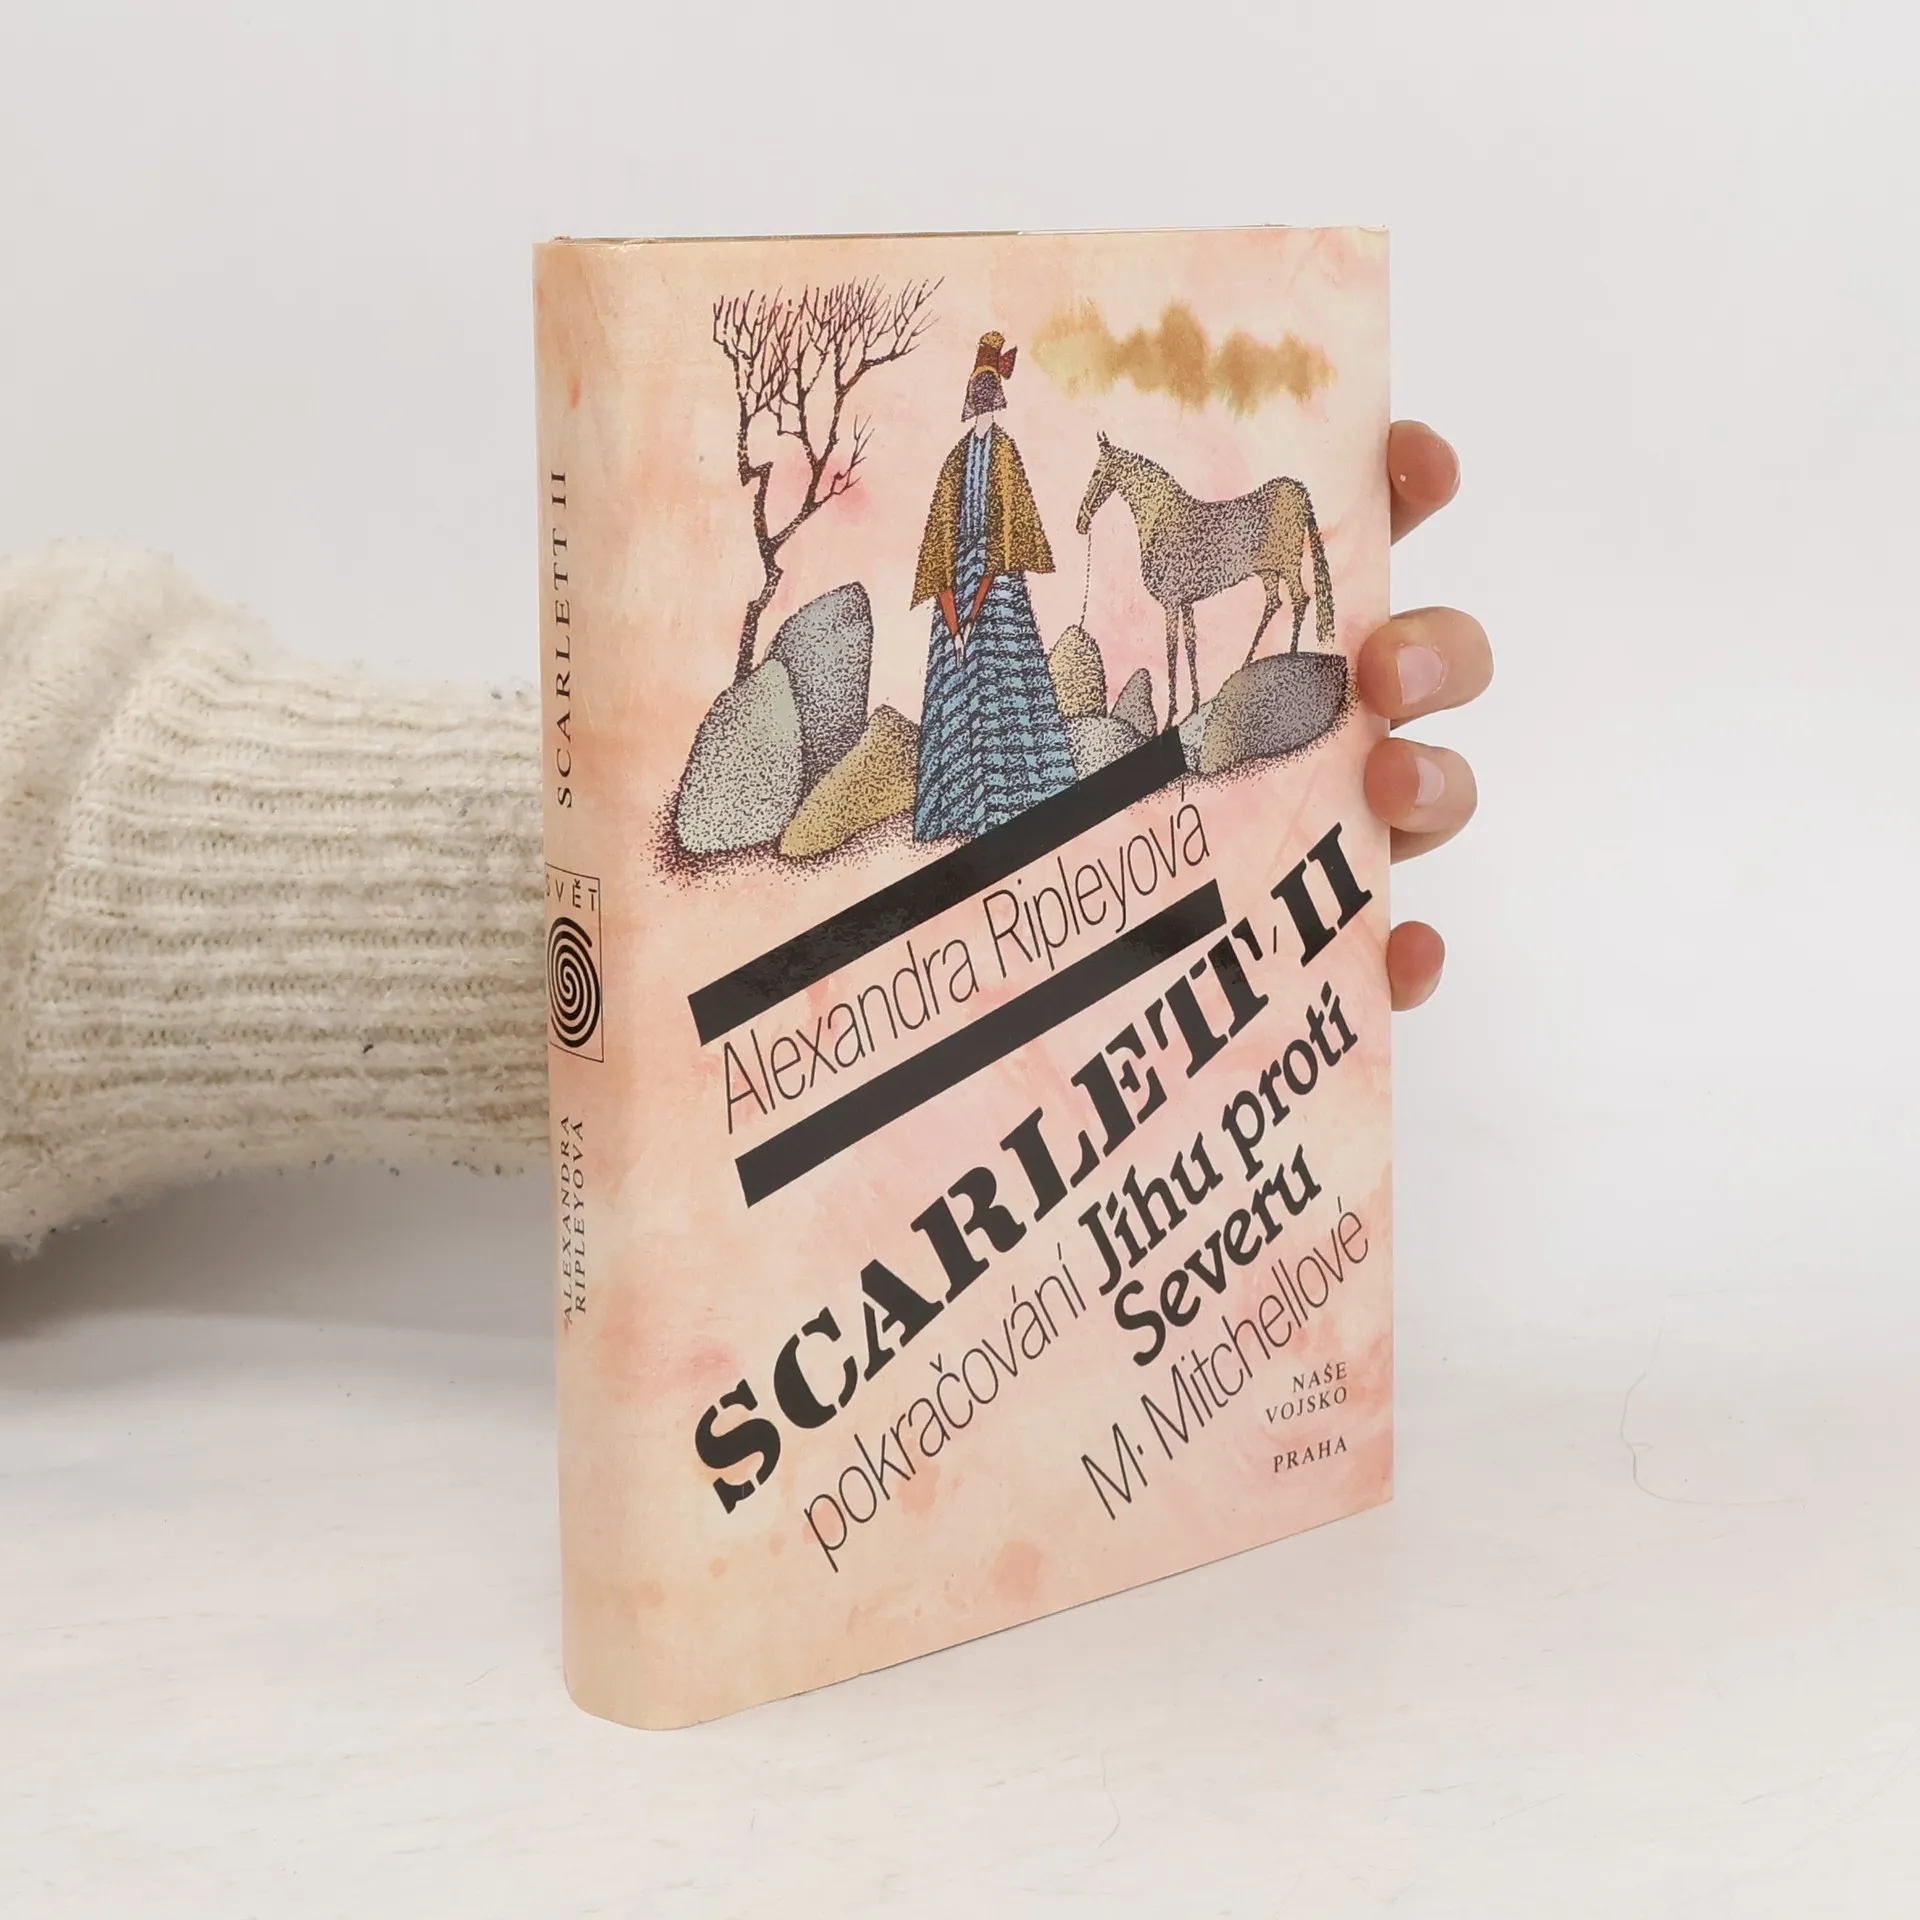 SCARLETT II
SVĚT
ALEXANDRA
RIPLEYOVÁ
Alexandra Ripleyová
SCARLETT II
pokračování Jihu proti
Severu
M. Mitchellové
NAŠE
VOJSKO
PRAHA